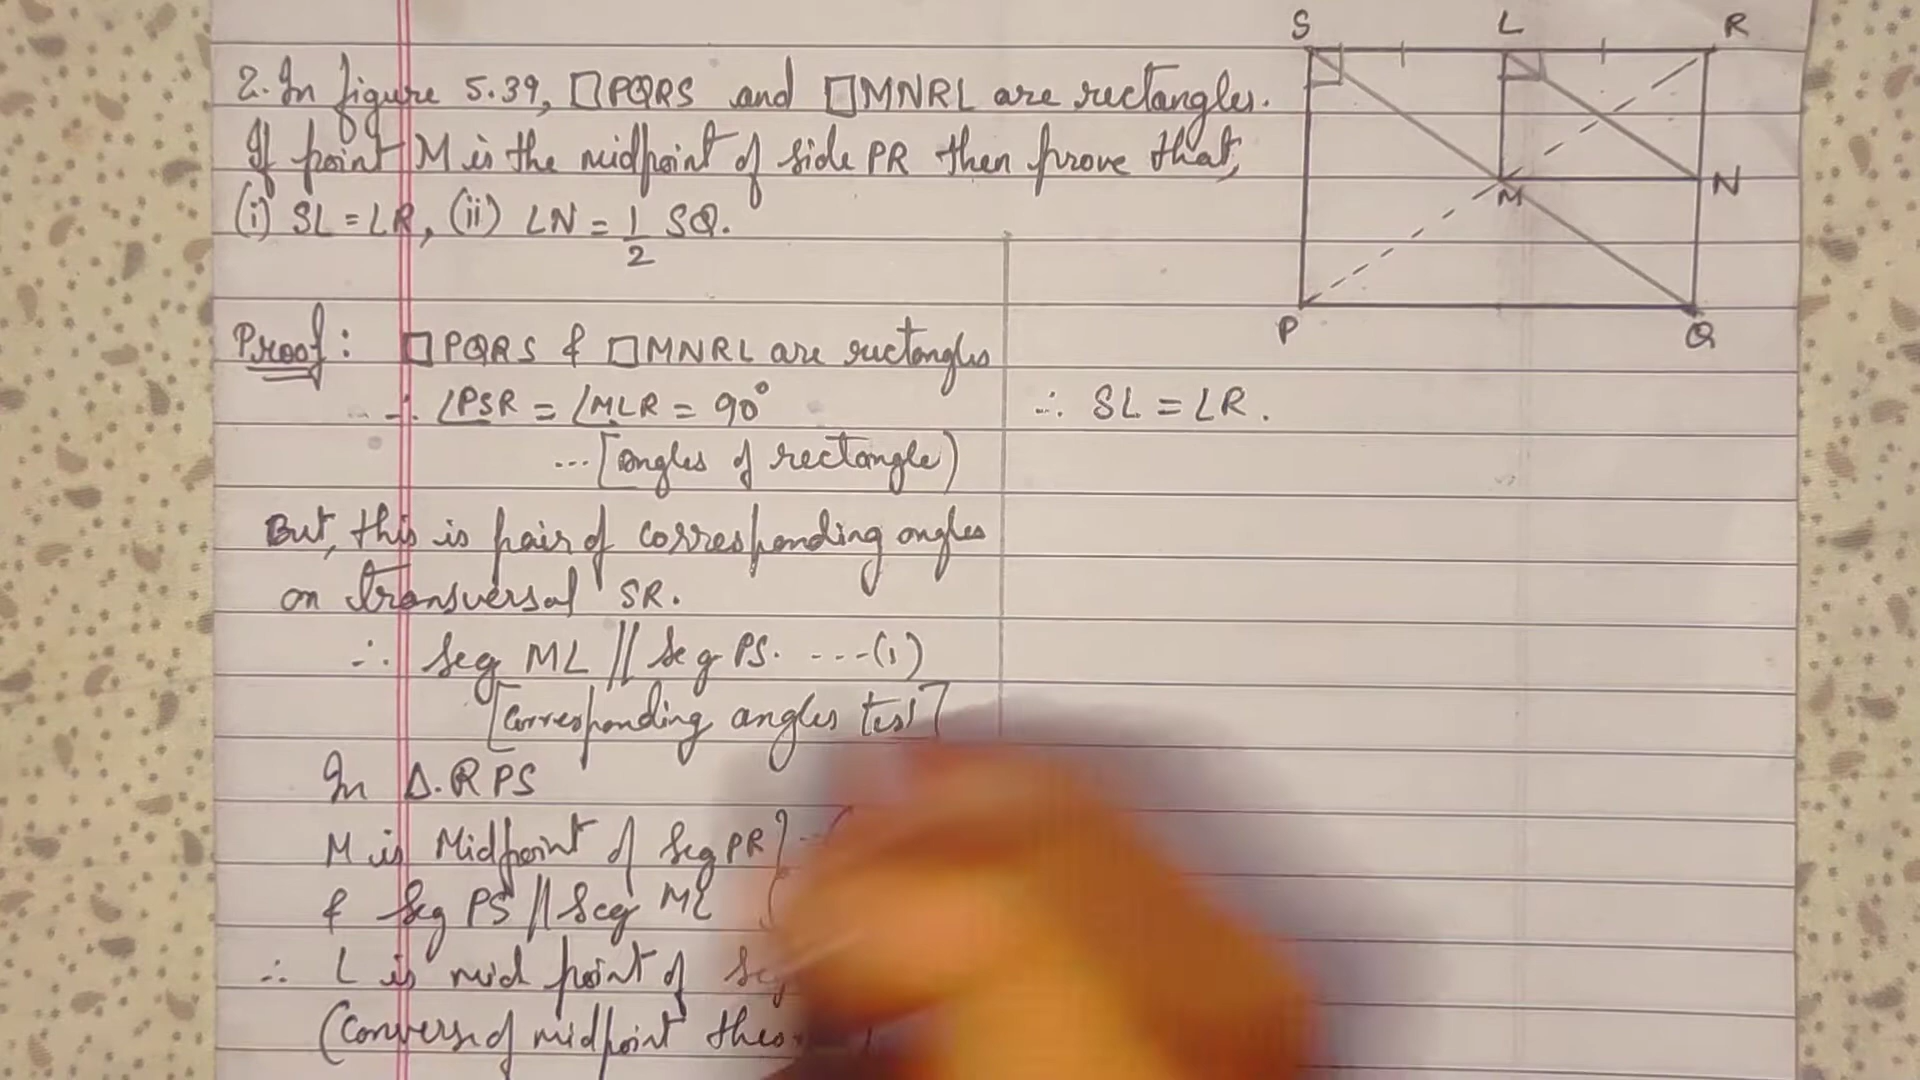 2. In figure 5.39, □PQRS and □MNRL are rectangles.
If point M is the midpoint of side PR then prove that,
(i) SL = LR, (ii) LN = 1/2 SQ.
S L R
M N
P Q
Proof: □PQRS & □MNRL are rectangles
∴ ∠PSR = ∠MLR = 90°
...[angles of rectangle)
But, this is pair of corresponding angles
on transversal SR.
∴ seg ML || seg PS. ----(1)
[corresponding angles test]
In Δ.RPS
M is Midpoint of seg PR}
& seg PS || seg ML
∴ L is mid point of
(Converse of midpoint
∴ SL = LR.